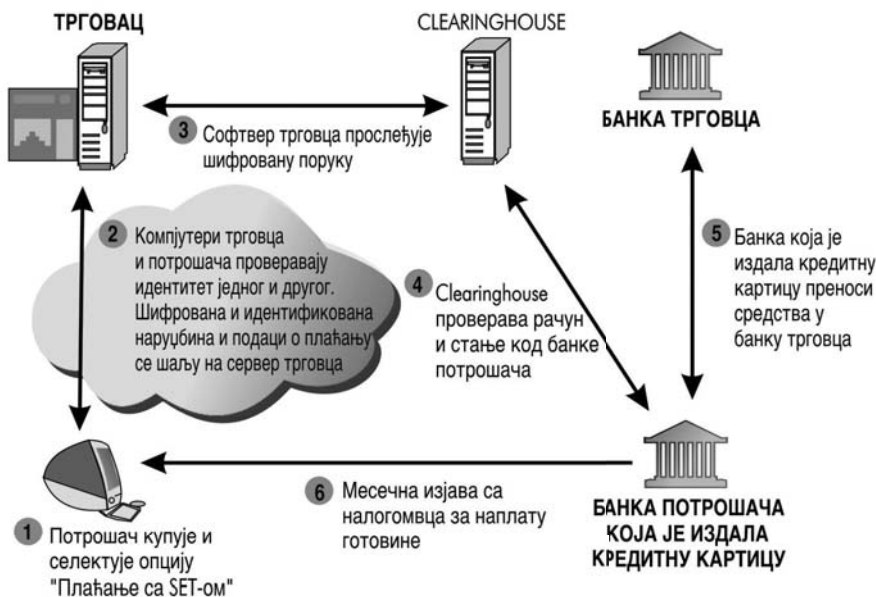 ТРГОВАЦ
CLEARINGHOUSE
БАНКА ТРГОВЦА
3 Софтвер трговца прослеђује
шифровану поруку
2 Компјутери трговца
и потрошача проверавају
идентитет једног и другог.
Шифрована и идентификована
наруџбина и подаци о плаћању
се шаљу на сервер трговца
4 Clearinghouse
проверава рачун
и стање код банке
потрошача
5 Банка која је
издала кредитну
картицу преноси
средства у
банку трговца
1 Потрошач купује и
селектује опцију
"Плаћање са SET-ом"
6 Месечна изјава са
налогомвца за наплату
готовине
БАНКА ПОТРОШАЧА
КОЈА ЈЕ ИЗДАЛА
КРЕДИТНУ КАРТИЦУ